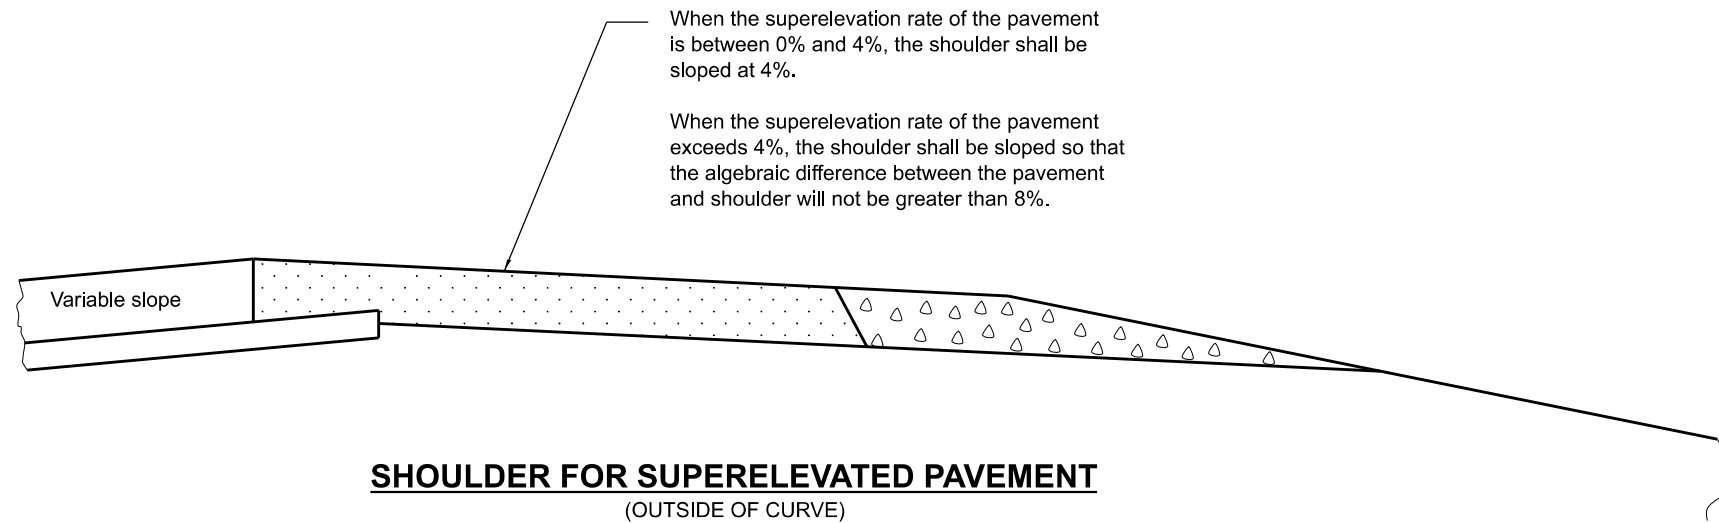 When the superelevation rate of the pavement
is between 0% and 4%, the shoulder shall be
sloped at 4%.
When the superelevation rate of the pavement
exceeds 4%, the shoulder shall be sloped so that
the algebraic difference between the pavement
and shoulder will not be greater than 8%.
Variable slope
SHOULDER FOR SUPERELEVATED PAVEMENT
(OUTSIDE OF CURVE)